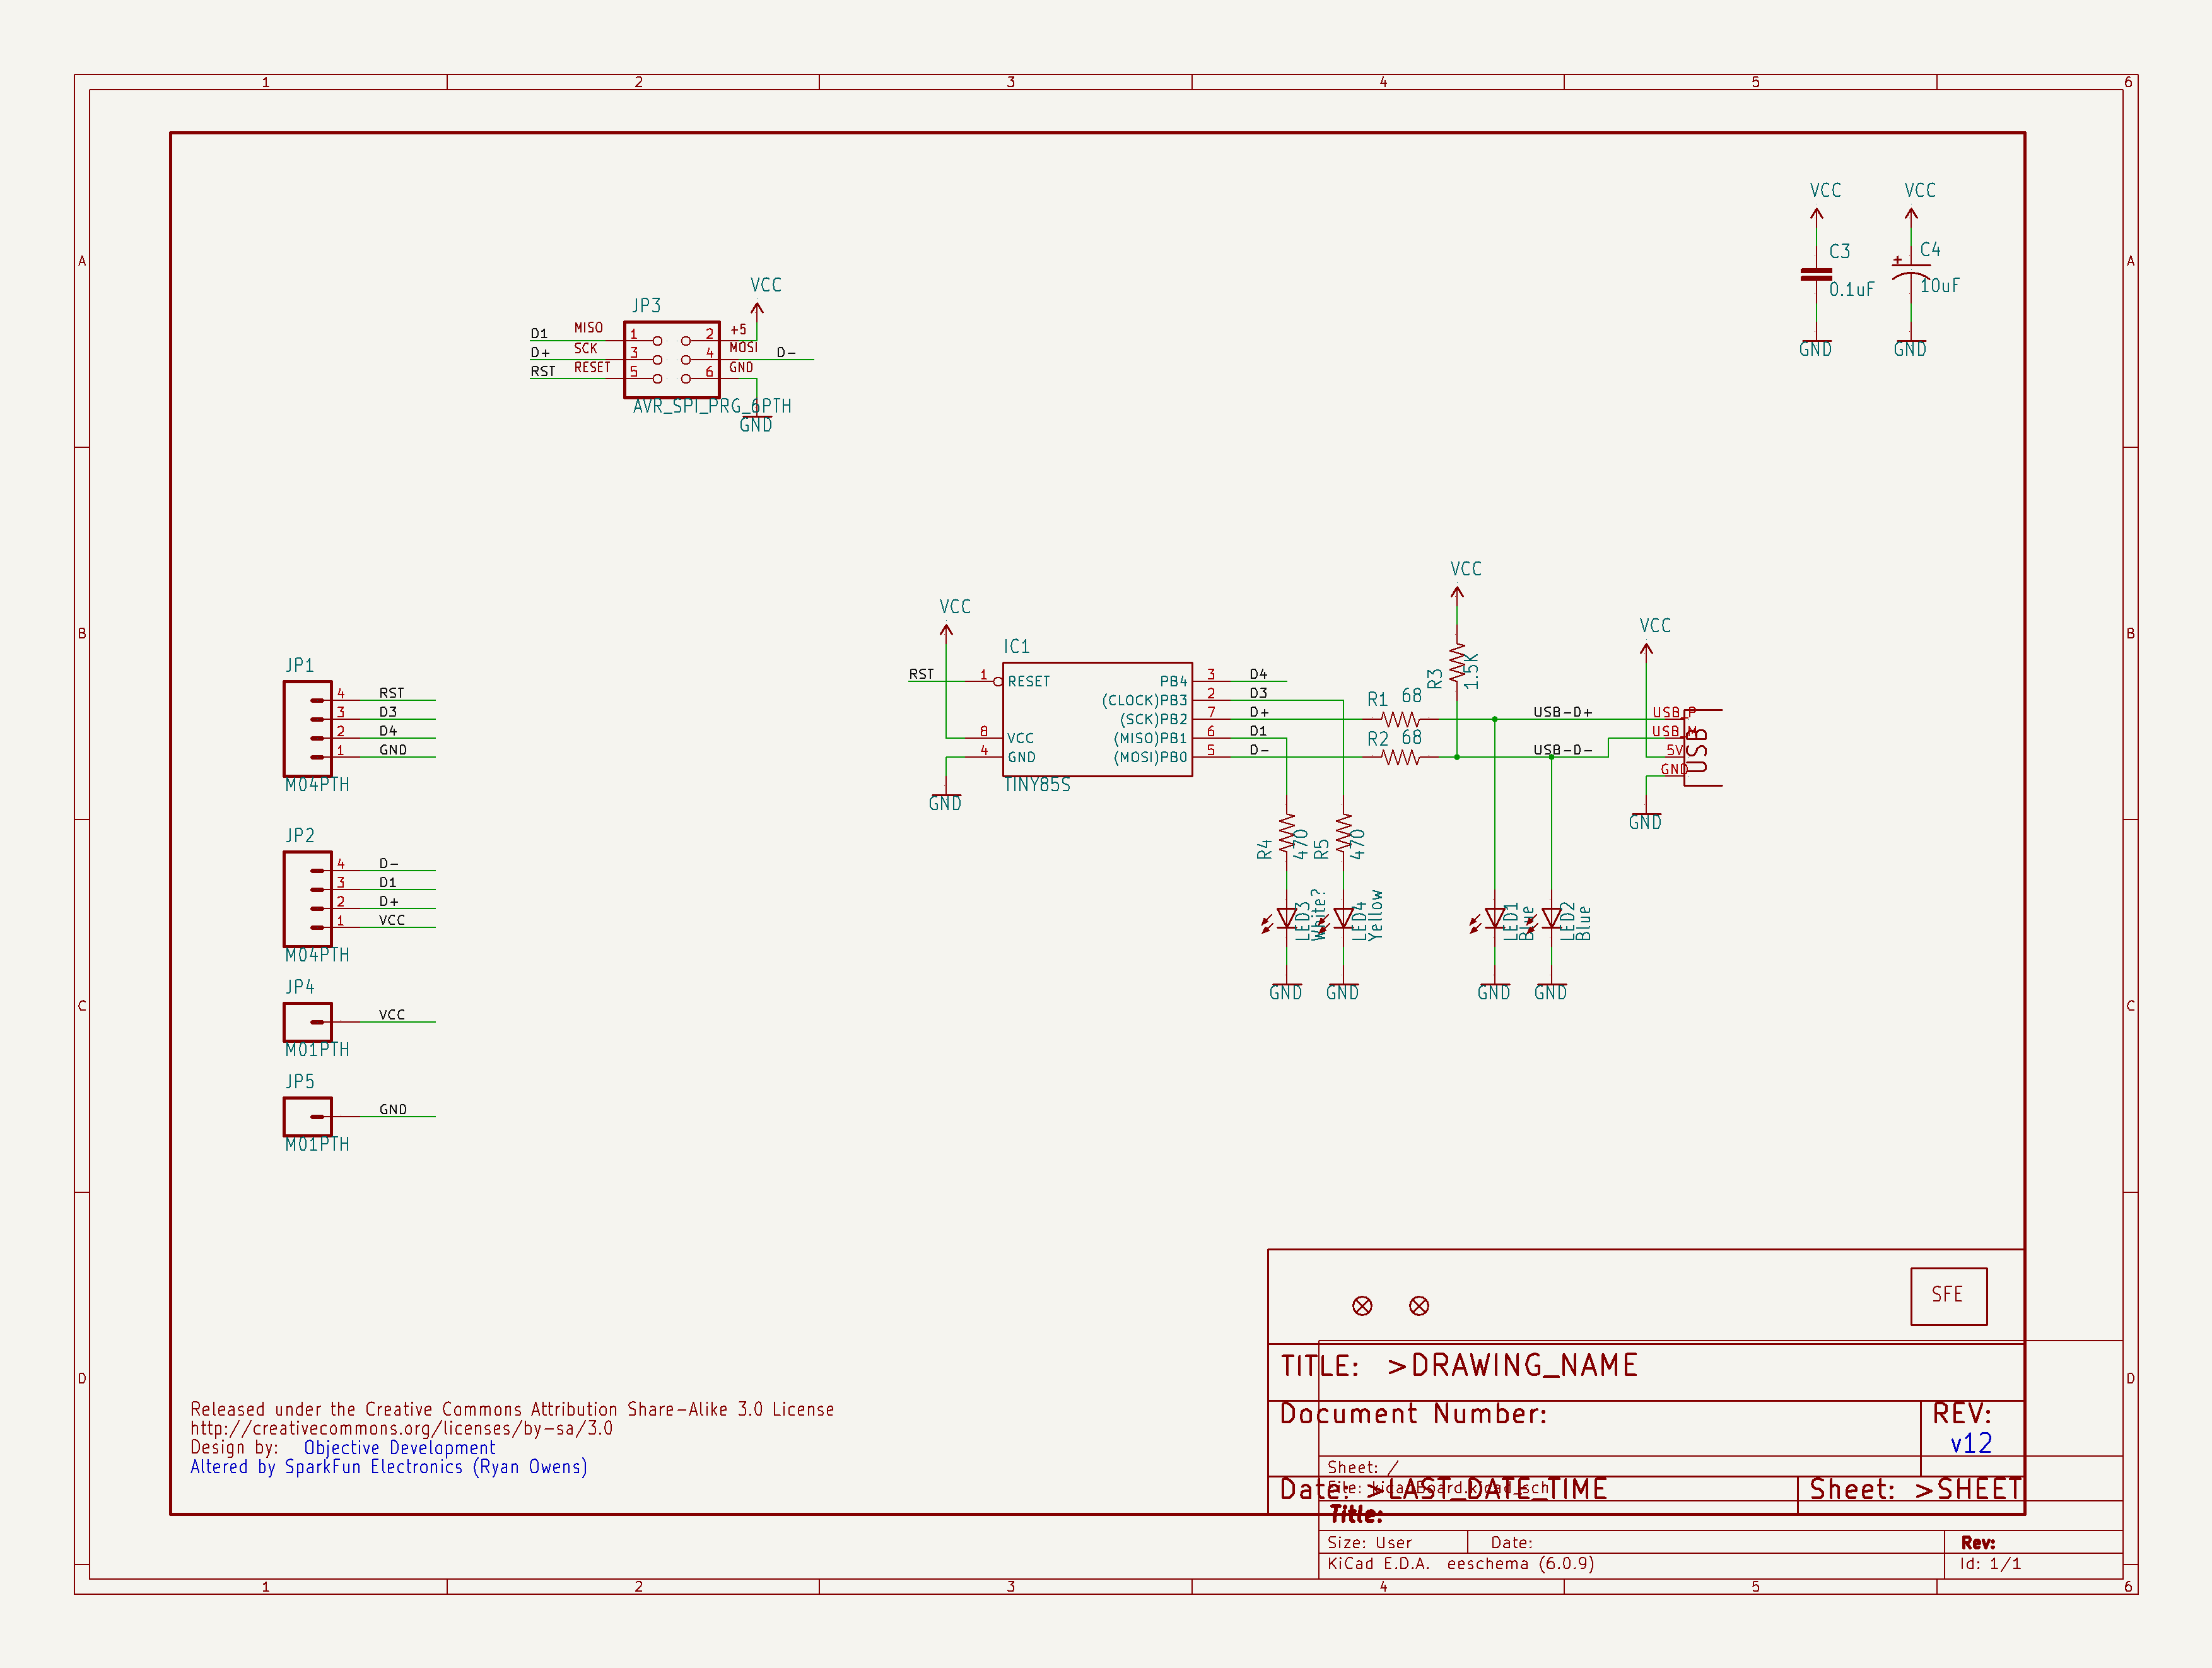 1 2 3 4 5 6
A A
B B
C C
D D
VCC VCC
C3 C4
0.1uF 10uF
GND GND
VCC
JP3
D1 MISO 1 2 +5
D+ SCK 3 4 MOSI D-
RST RESET 5 6 GND
AVR_SPI_PRG_6PTH
GND
JP1
4 RST
3 D3
2 D4
1 GND
M04PTH
JP2
4 D-
3 D1
2 D+
1 VCC
M04PTH
JP4
VCC
M01PTH
JP5
GND
M01PTH
VCC
IC1
RST 1 RESET PB4 3 D4
(CLOCK)PB3 2 D3
(SCK)PB2 7 D+
8 VCC (MISO)PB1 6 D1
4 GND (MOSI)PB0 5 D-
TINY85S
GND
VCC
R3 1.5K
R1 68
R2 68
USB-D+
USB-D-
VCC
USB_P
USB_M
5V
GND
USB
GND
R4 470
R5 470
LED3 White?
LED4 Yellow
LED1 Blue
LED2 Blue
GND GND GND GND
SFE
TITLE: >DRAWING_NAME
Document Number:
REV:
v12
Date: >LAST_DATE_TIME
Sheet: >SHEET
Sheet: /
File: kicadBoard.kicad_sch
Title:
Size: User Date: Rev:
KiCad E.D.A. eeschema (6.0.9) Id: 1/1
Released under the Creative Commons Attribution Share-Alike 3.0 License
http://creativecommons.org/licenses/by-sa/3.0
Design by: Objective Development
Altered by SparkFun Electronics (Ryan Owens)
1 2 3 4 5 6